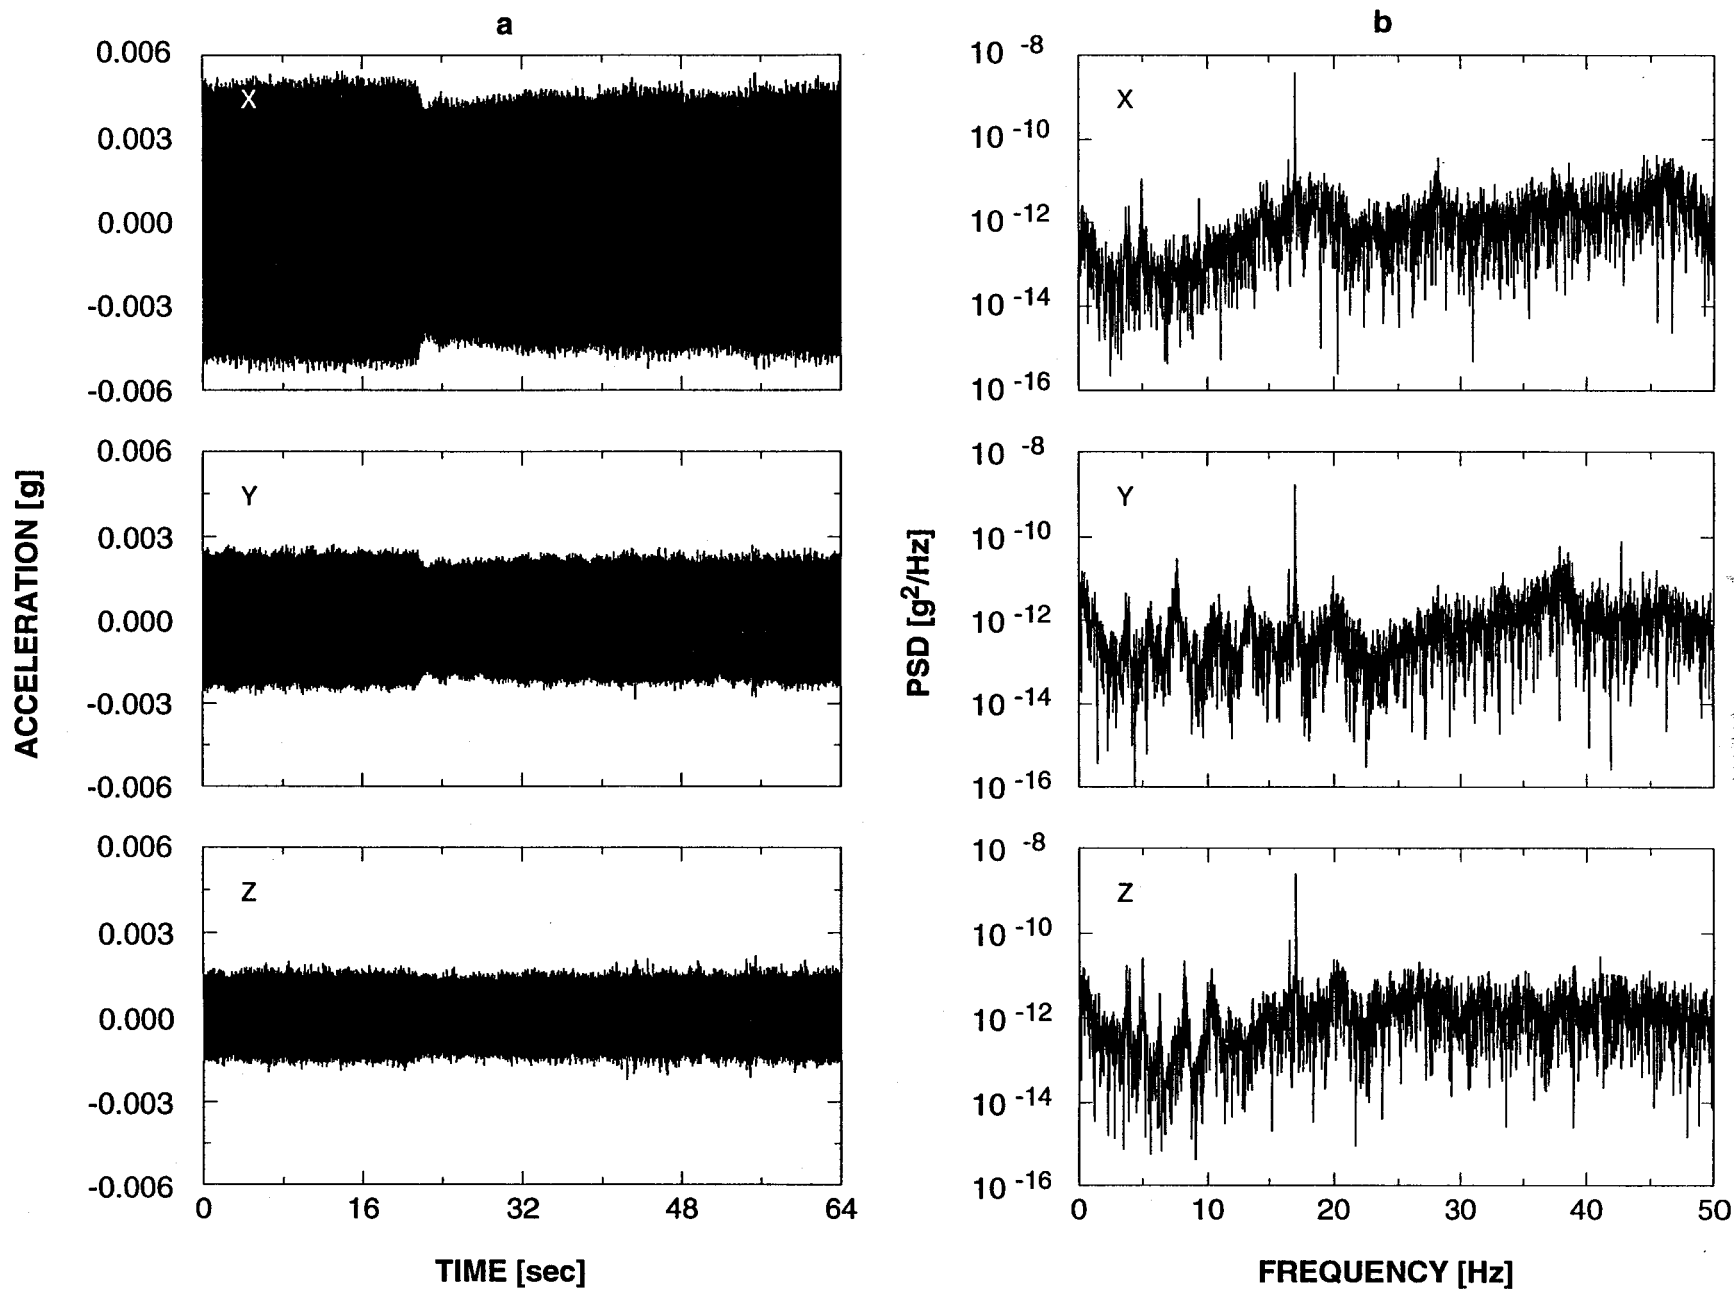 a
b
ACCELERATION [g]
0.006
0.003
0.000
-0.003
-0.006
X
0.006
0.003
0.000
-0.003
-0.006
Y
0.006
0.003
0.000
-0.003
-0.006
Z
0 16 32 48 64
TIME [sec]
PSD [g²/Hz]
10 -8
10 -10
10 -12
10 -14
10 -16
X
10 -8
10 -10
10 -12
10 -14
10 -16
Y
10 -8
10 -10
10 -12
10 -14
10 -16
Z
0 10 20 30 40 50
FREQUENCY [Hz]